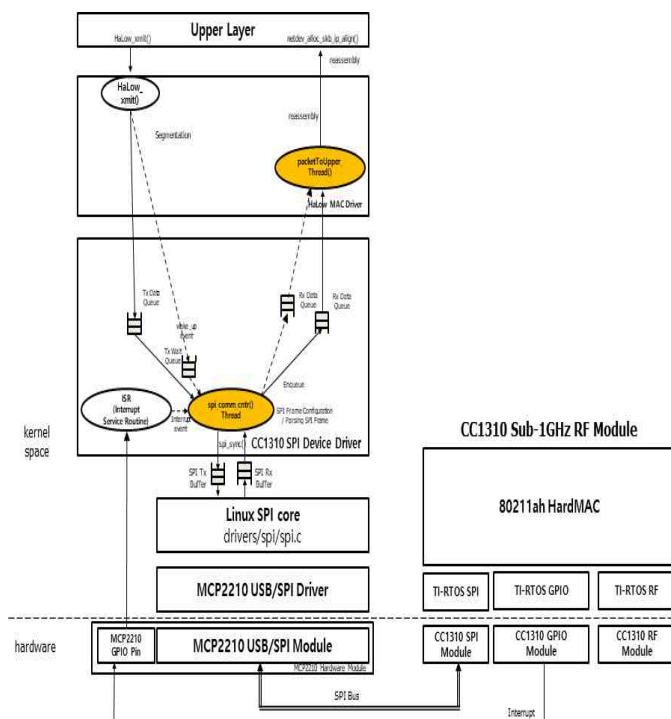 Upper Layer
HaLow_xmit()
netdev_alloc_skb_ip_align()
reassembly
HaLow_
xmit()
Segmentation
reassembly
packetToUpper_
Thread()
HaLow MAC Driver
Tx Data
Queue
wake_up
event
Tx Wait
Queue
Rx Data
Queue
Rx Data
Queue
Enqueue
ISR
(Interrupt
Service Routine)
Interrupt
event
spi comm cntr()
Thread
SPI Frame Configuration
/ Parsing SPI Frame
spi_sync()
CC1310 SPI Device Driver
kernel
space
SPI Tx
Buffer
SPI Rx
Buffer
Linux SPI core
drivers/spi/spi.c
MCP2210 USB/SPI Driver
CC1310 Sub-1GHz RF Module
80211ah HardMAC
TI-RTOS SPI
TI-RTOS GPIO
TI-RTOS RF
hardware
MCP2210
GPIO Pin
MCP2210 USB/SPI Module
MCP2210 Hardware Module
CC1310 SPI
Module
CC1310 GPIO
Module
CC1310 RF
Module
SPI Bus
Interrupt